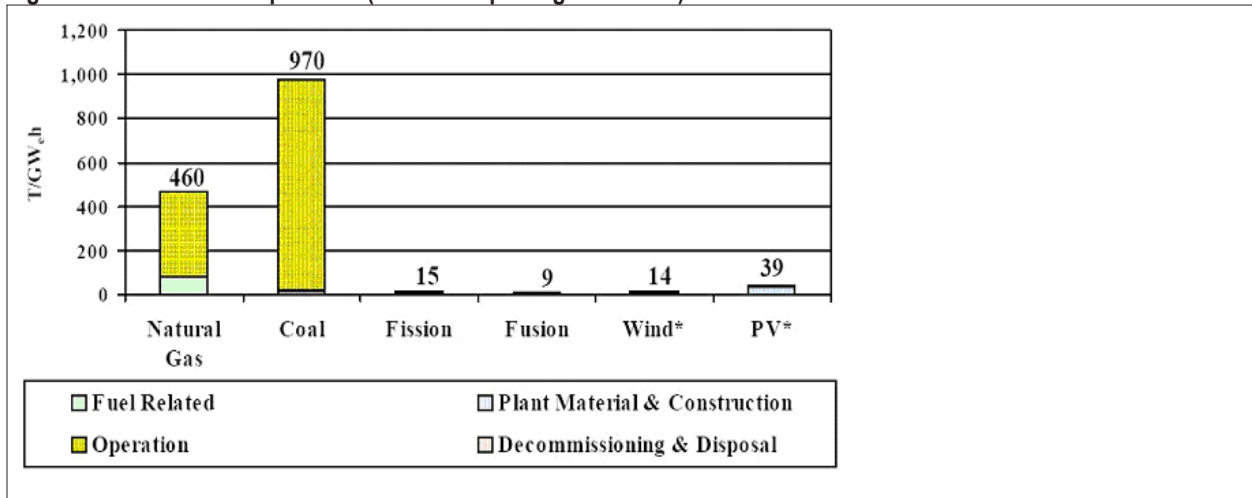 1,200
1,000
800
600
400
200
0
T/GWeh
460
970
15
9
14
39
Natural Gas
Coal
Fission
Fusion
Wind*
PV*
Fuel Related
Plant Material & Construction
Operation
Decommissioning & Disposal